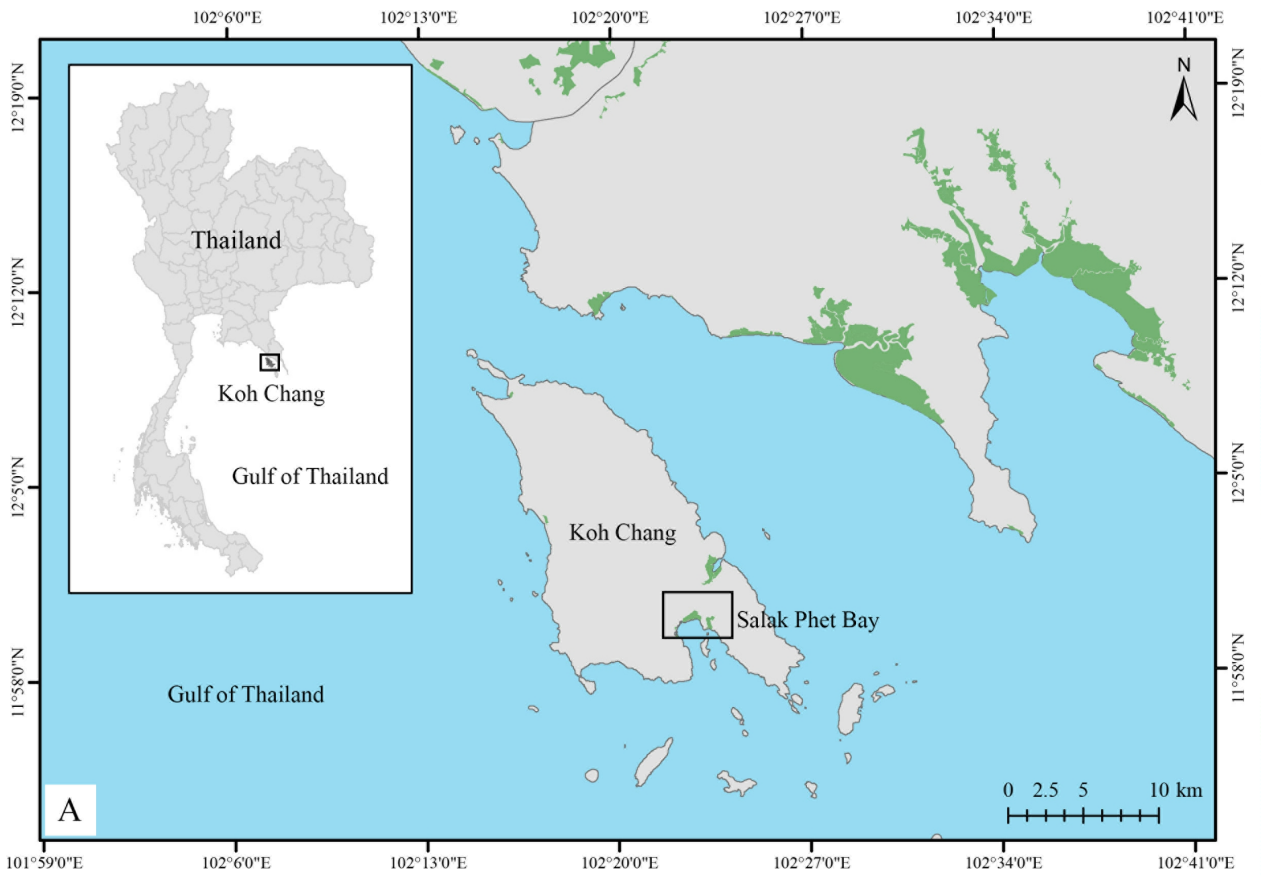 102°6'0"E 102°13'0"E 102°20'0"E 102°27'0"E 102°34'0"E 102°41'0"E
12°19'0"N
12°19'0"N
N
Thailand
12°12'0"N
12°12'0"N
Koh Chang
Gulf of Thailand
12°5'0"N
12°5'0"N
Koh Chang
Salak Phet Bay
11°58'0"N
11°58'0"N
Gulf of Thailand
A
0 2.5 5 10 km
101°59'0"E 102°6'0"E 102°13'0"E 102°20'0"E 102°27'0"E 102°34'0"E 102°41'0"E